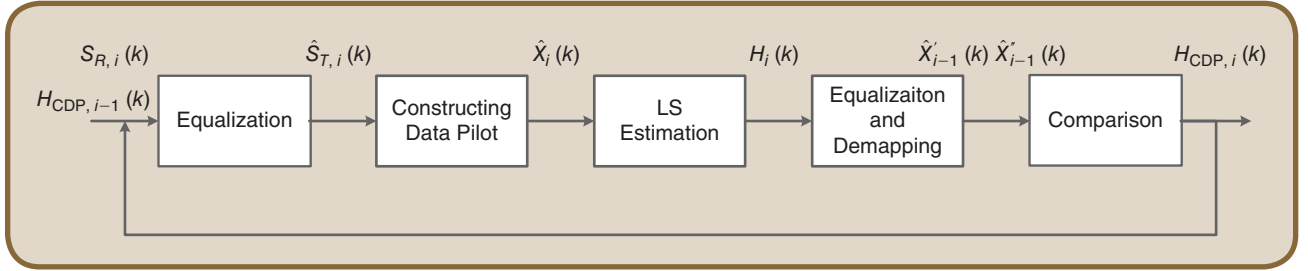 S_{R, i} (k)
H_{CDP, i−1} (k)
Equalization
Ŝ_{T, i} (k)
Constructing
Data Pilot
X̂_i (k)
LS
Estimation
H_i (k)
Equalizaiton
and
Demapping
X̂′_{i−1} (k) X̂″_{i−1} (k)
Comparison
H_{CDP, i} (k)